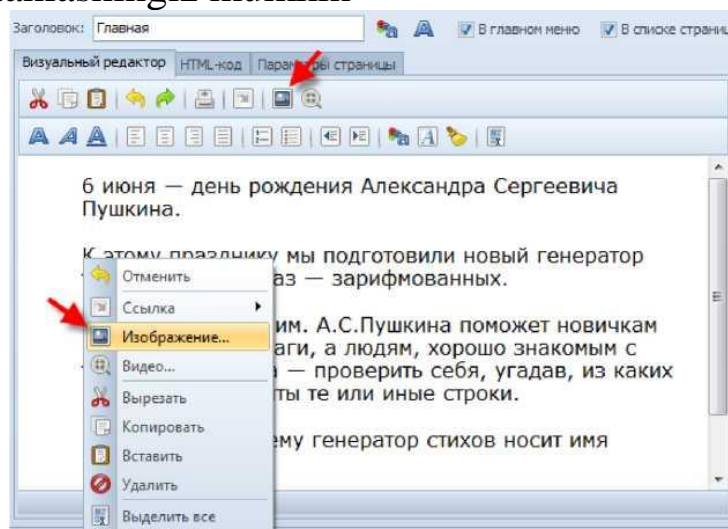 Заголовок: Главная В главном меню В списке страниц
Визуальный редактор HTML-код Параметры страницы
6 июня — день рождения Александра Сергеевича
Пушкина.
К этому празднику мы подготовили новый генератор
аз — зарифмованных.
им. А.С.Пушкина поможет новичкам
аги, а людям, хорошо знакомым с
а — проверить себя, угадав, из каких
ты те или иные строки.
ему генератор стихов носит имя
Отменить
Ссылка
Изображение...
Видео...
Вырезать
Копировать
Вставить
Удалить
Выделить все